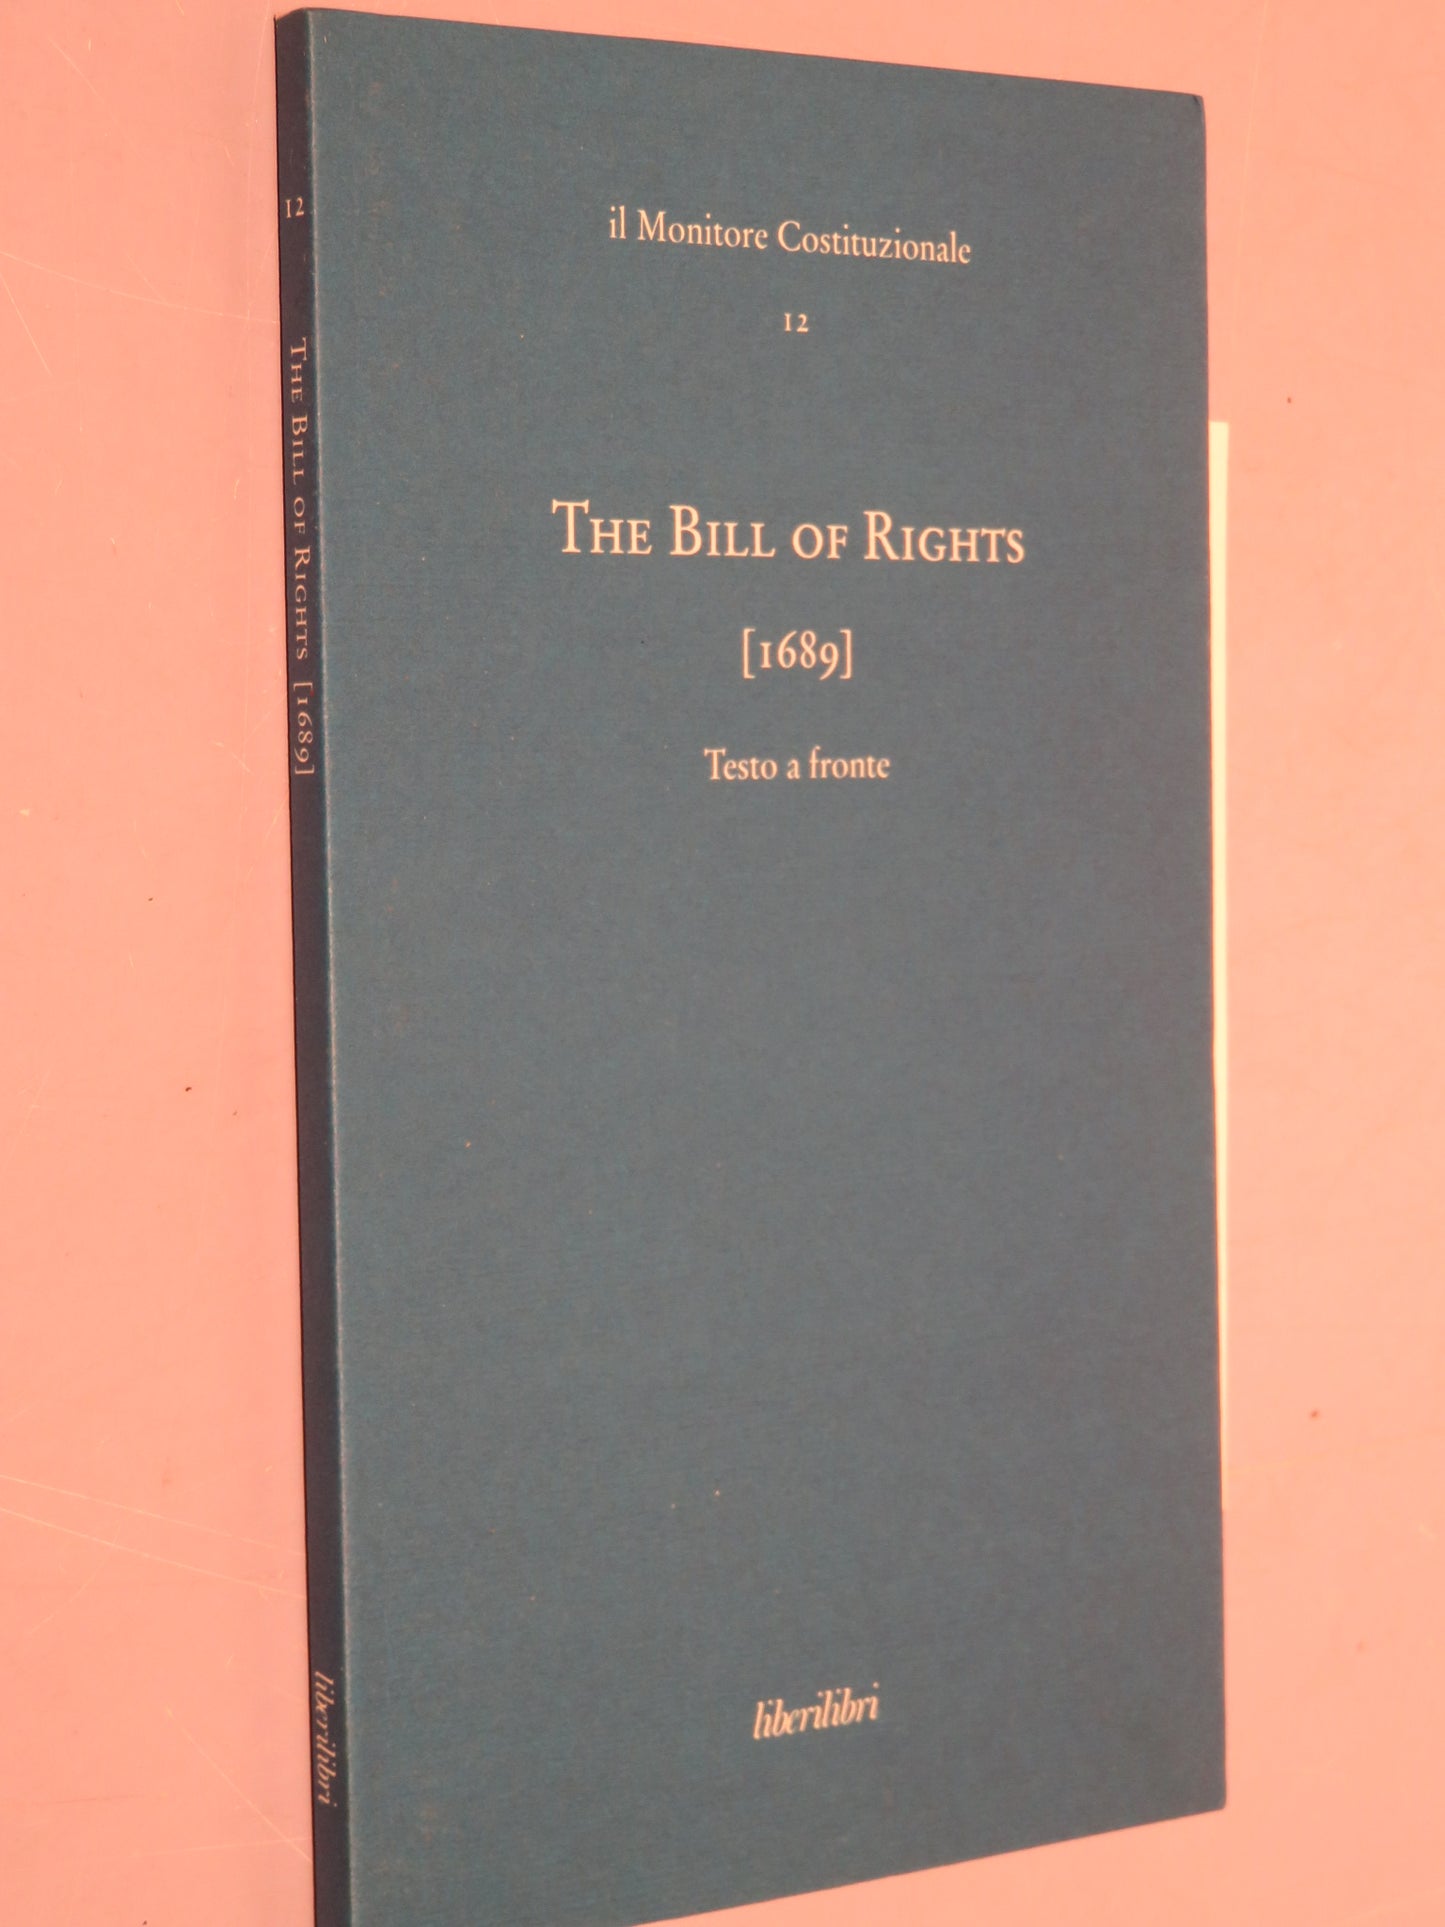 il Monitore Costituzionale
12
THE BILL OF RIGHTS
[1689]
Testo a fronte
liberilibri
12
THE BILL OF RIGHTS [1689]
liberilibri